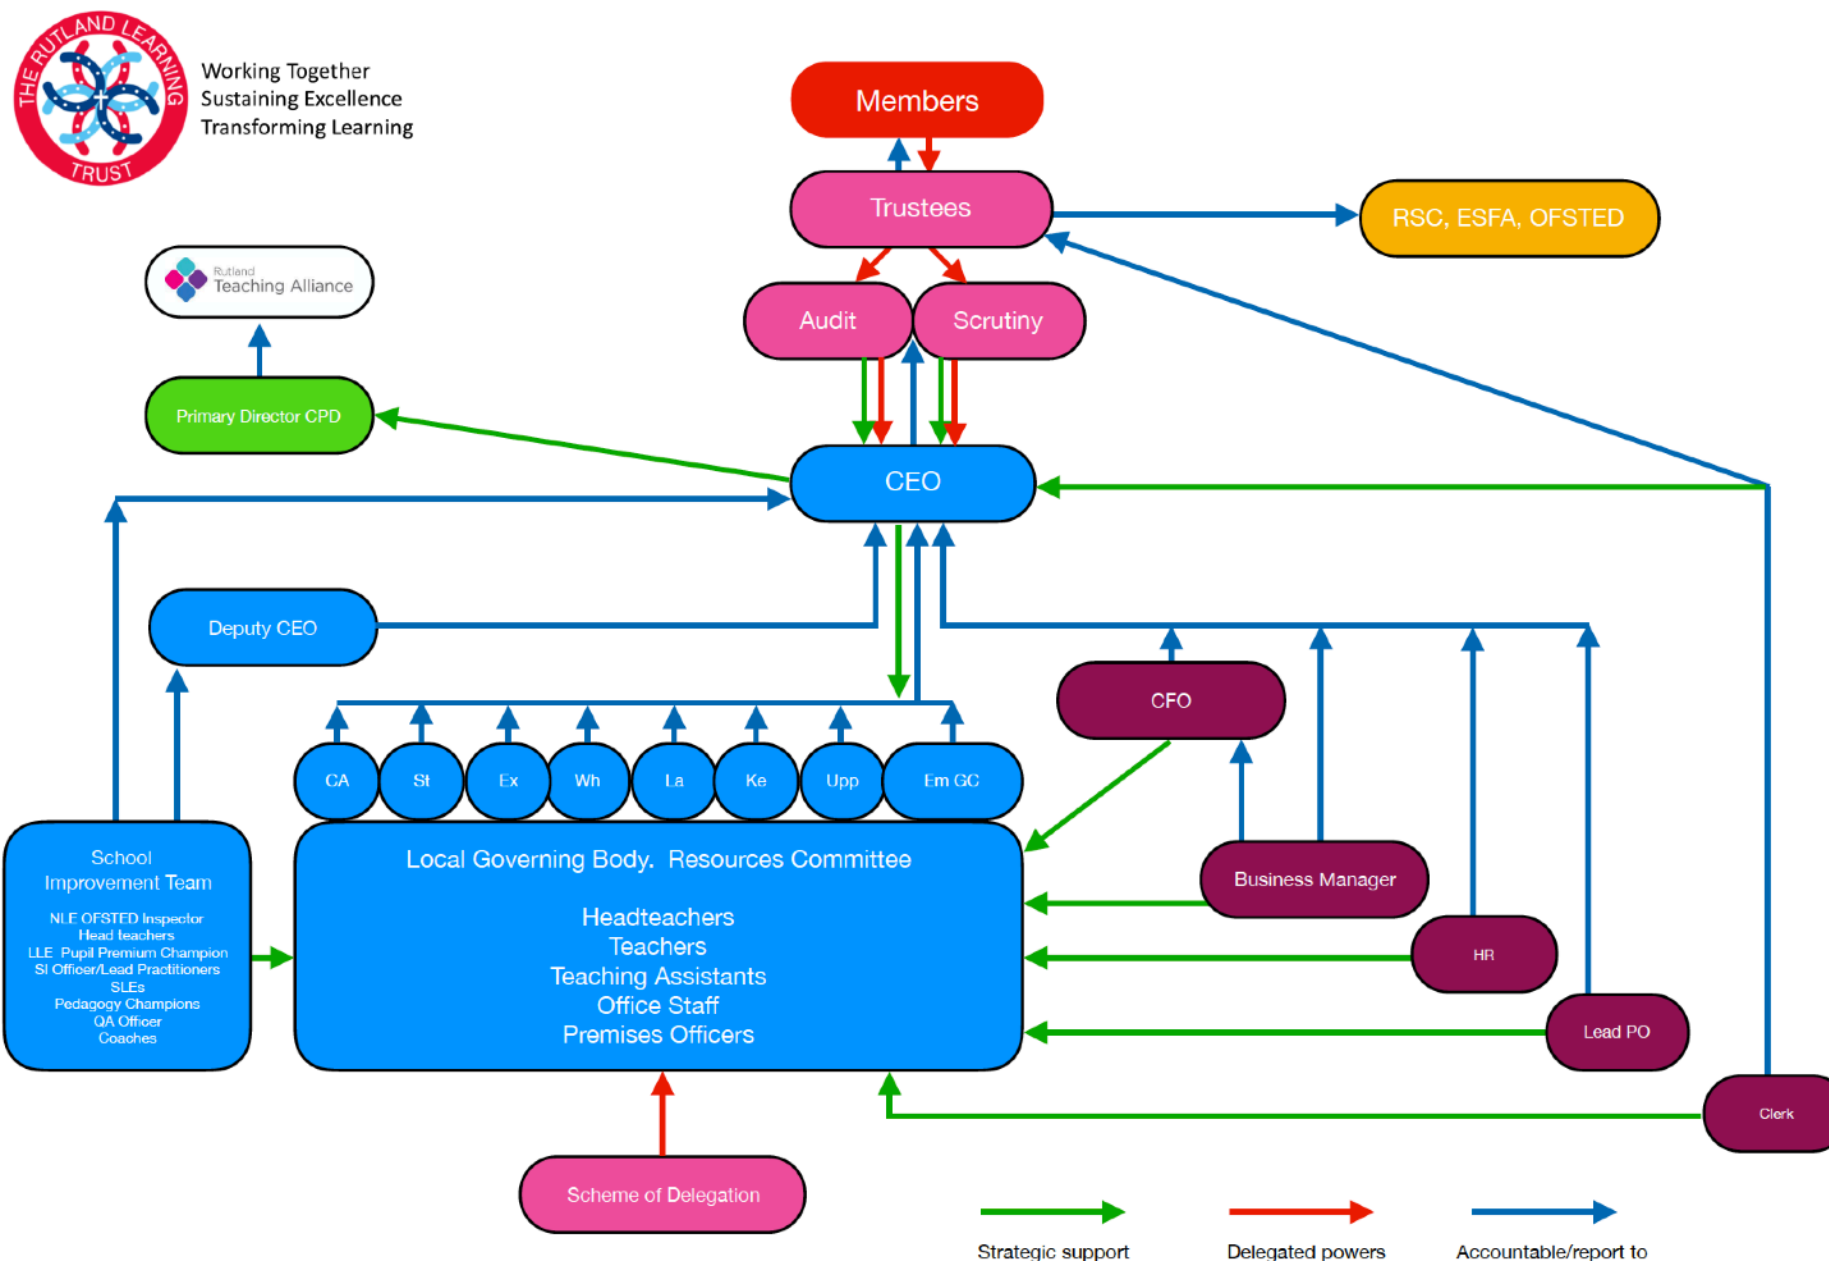 THE RUTLAND LEARNING
TRUST
Working Together
Sustaining Excellence
Transforming Learning
Members
Trustees
RSC, ESFA, OFSTED
Rutland
Teaching Alliance
Audit
Scrutiny
Primary Director CPD
CEO
Deputy CEO
CFO
CA
St
Ex
Wh
La
Ke
Upp
Em GC
School
Improvement Team
NLE OFSTED Inspector
Head teachers
LLE  Pupil Premium Champion
SI Officer/Lead Practitioners
SLEs
Pedagogy Champions
QA Officer
Coaches
Local Governing Body.  Resources Committee
Headteachers
Teachers
Teaching Assistants
Office Staff
Premises Officers
Business Manager
HR
Lead PO
Clerk
Scheme of Delegation
Strategic support
Delegated powers
Accountable/report to